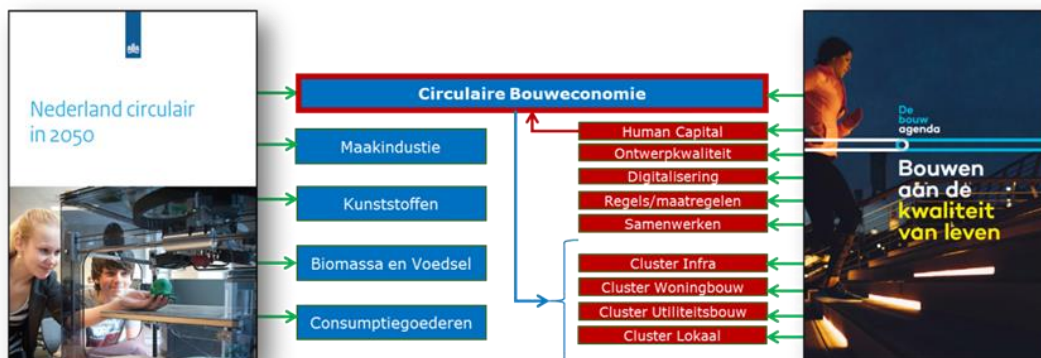 Nederland circulair
in 2050
Circulaire Bouweconomie
Maakindustie
Kunststoffen
Biomassa en Voedsel
Consumptiegoederen
Human Capital
Ontwerpkwaliteit
Digitalisering
Regels/maatregelen
Samenwerken
Cluster Infra
Cluster Woningbouw
Cluster Utiliteitsbouw
Cluster Lokaal
De
bouw
agenda
Bouwen
aan de
kwaliteit
van leven